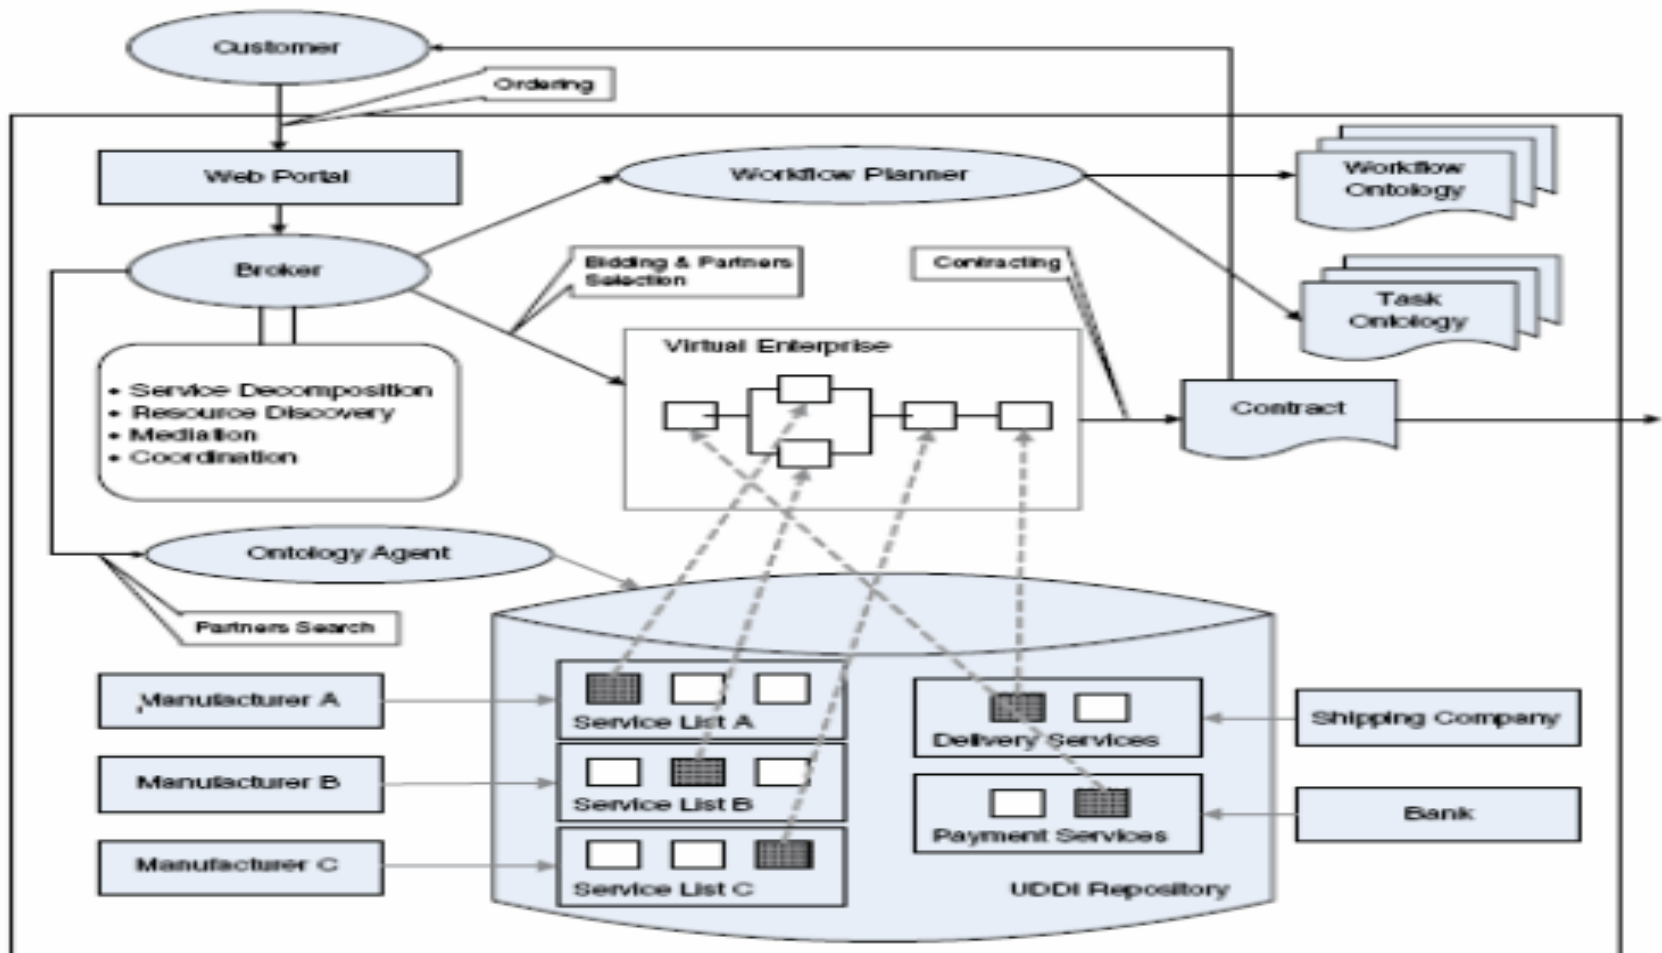 Customer
Ordering
Web Portal
Workflow Planner
Workflow
Ontology
Broker
Bidding & Partners
Selection
Contracting
Task
Ontology
Virtual Enterprise
• Service Decomposition
• Resource Discovery
• Mediation
• Coordination
Contract
Ontology Agent
Partners Search
Manufacturer A
Service List A
Delivery Services
Shipping Company
Manufacturer B
Service List B
Payment Services
Bank
Manufacturer C
Service List C
UDDI Repository